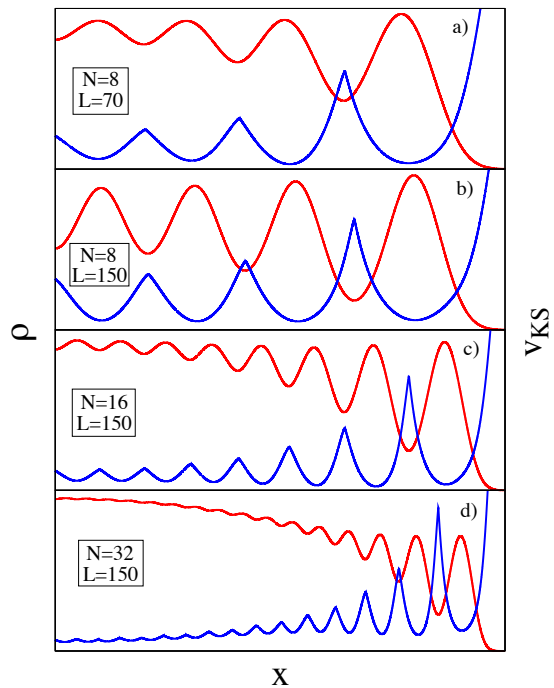 a)
N=8
L=70
b)
N=8
L=150
ρ
v_KS
c)
N=16
L=150
d)
N=32
L=150
x